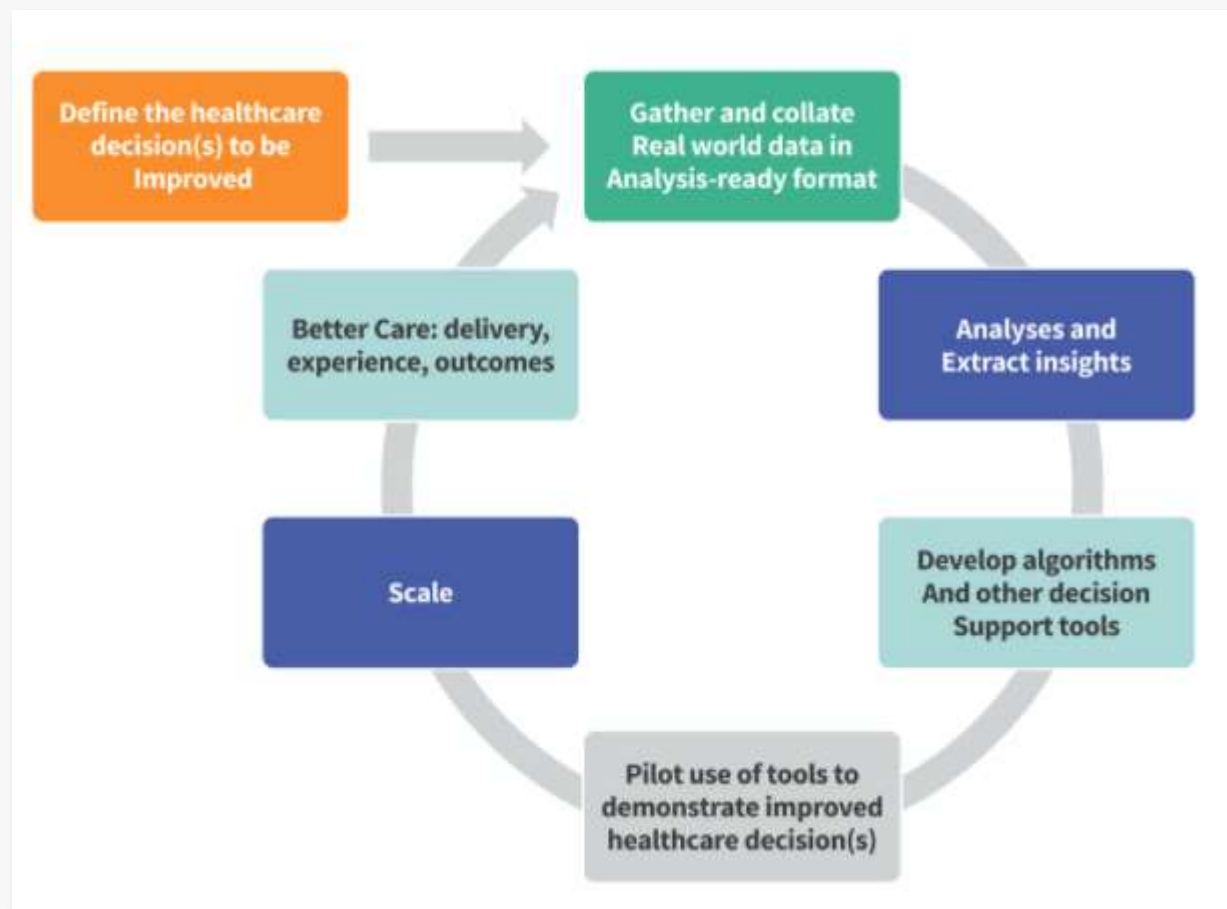 Define the healthcare
decision(s) to be
Improved
Gather and collate
Real world data in
Analysis-ready format
Analyses and
Extract insights
Develop algorithms
And other decision
Support tools
Pilot use of tools to
demonstrate improved
healthcare decision(s)
Scale
Better Care: delivery,
experience, outcomes